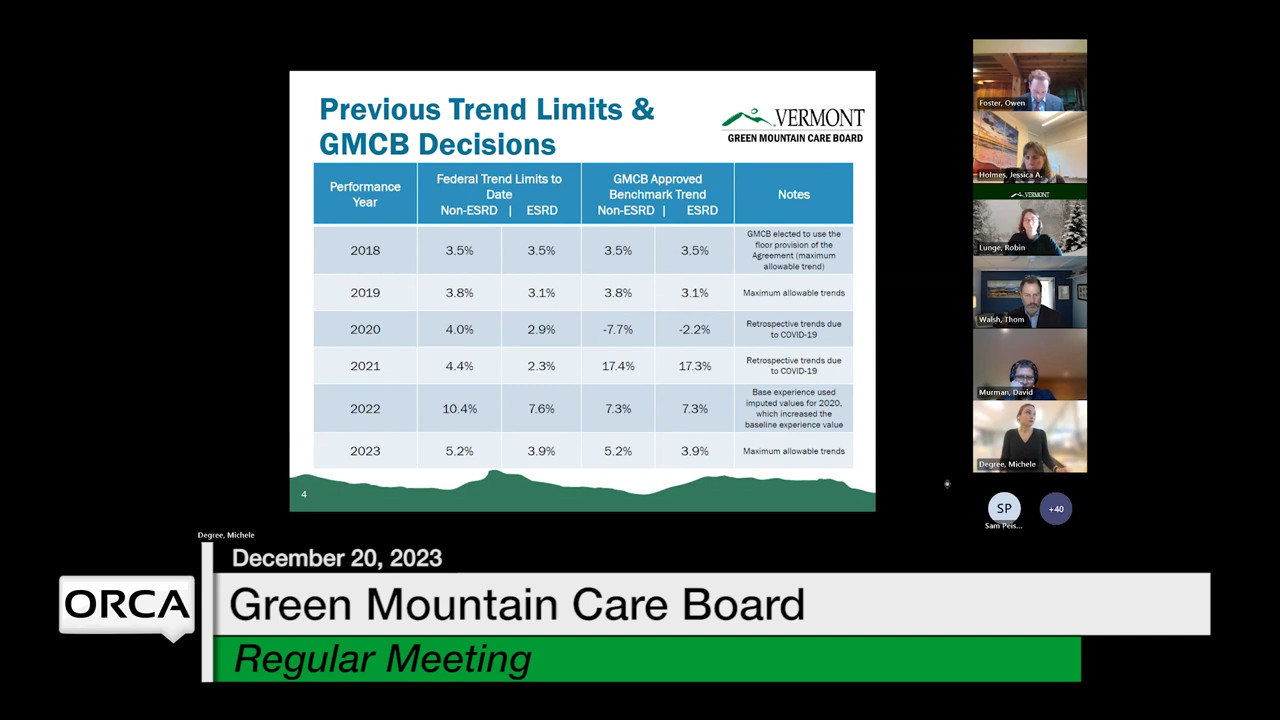 Previous Trend Limits &
GMCB Decisions
VERMONT
GREEN MOUNTAIN CARE BOARD
Performance
Year
Federal Trend Limits to
Date
Non-ESRD | ESRD
GMCB Approved
Benchmark Trend
Non-ESRD | ESRD
Notes
2018 3.5% 3.5% 3.5% 3.5%
GMCB elected to use the
floor provision of the
Agreement (maximum
allowable trend)
2019 3.8% 3.1% 3.8% 3.1% Maximum allowable trends
2020 4.0% 2.9% -7.7% -2.2%
Retrospective trends due
to COVID-19
2021 4.4% 2.3% 17.4% 17.3%
Retrospective trends due
to COVID-19
2022 10.4% 7.6% 7.3% 7.3%
Base experience used
imputed values for 2020,
which increased the
baseline experience value
2023 5.2% 3.9% 5.2% 3.9% Maximum allowable trends
4
Foster, Owen
Holmes, Jessica A.
VERMONT
Lunge, Robin
Walsh, Thom
Murman, David
Degree, Michele
SP
+40
Sam Peis...
Degree, Michele
December 20, 2023
ORCA
Green Mountain Care Board
Regular Meeting